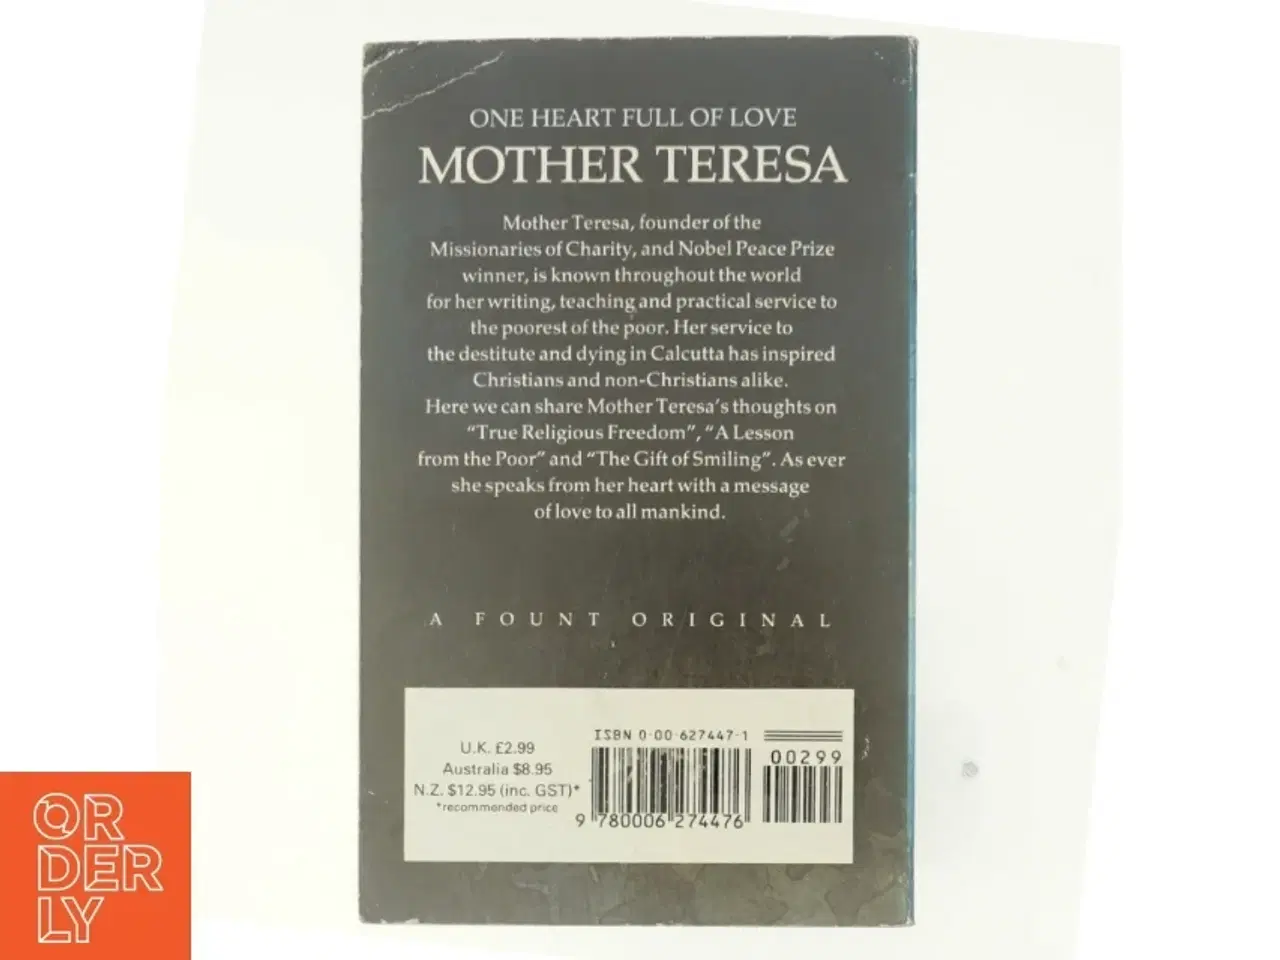 ONE HEART FULL OF LOVE
MOTHER TERESA
Mother Teresa, founder of the
Missionaries of Charity, and Nobel Peace Prize
winner, is known throughout the world
for her writing, teaching and practical service to
the poorest of the poor. Her service to
the destitute and dying in Calcutta has inspired
Christians and non-Christians alike.
Here we can share Mother Teresa's thoughts on
“True Religious Freedom”, “A Lesson
from the Poor” and “The Gift of Smiling”. As ever
she speaks from her heart with a message
of love to all mankind.
A FOUNT ORIGINAL
U.K. £2.99
Australia $8.95
N.Z. $12.95 (inc. GST)*
*recommended price
ISBN 0-00-627447-1
00299
9 780006 274476
ORDERLY